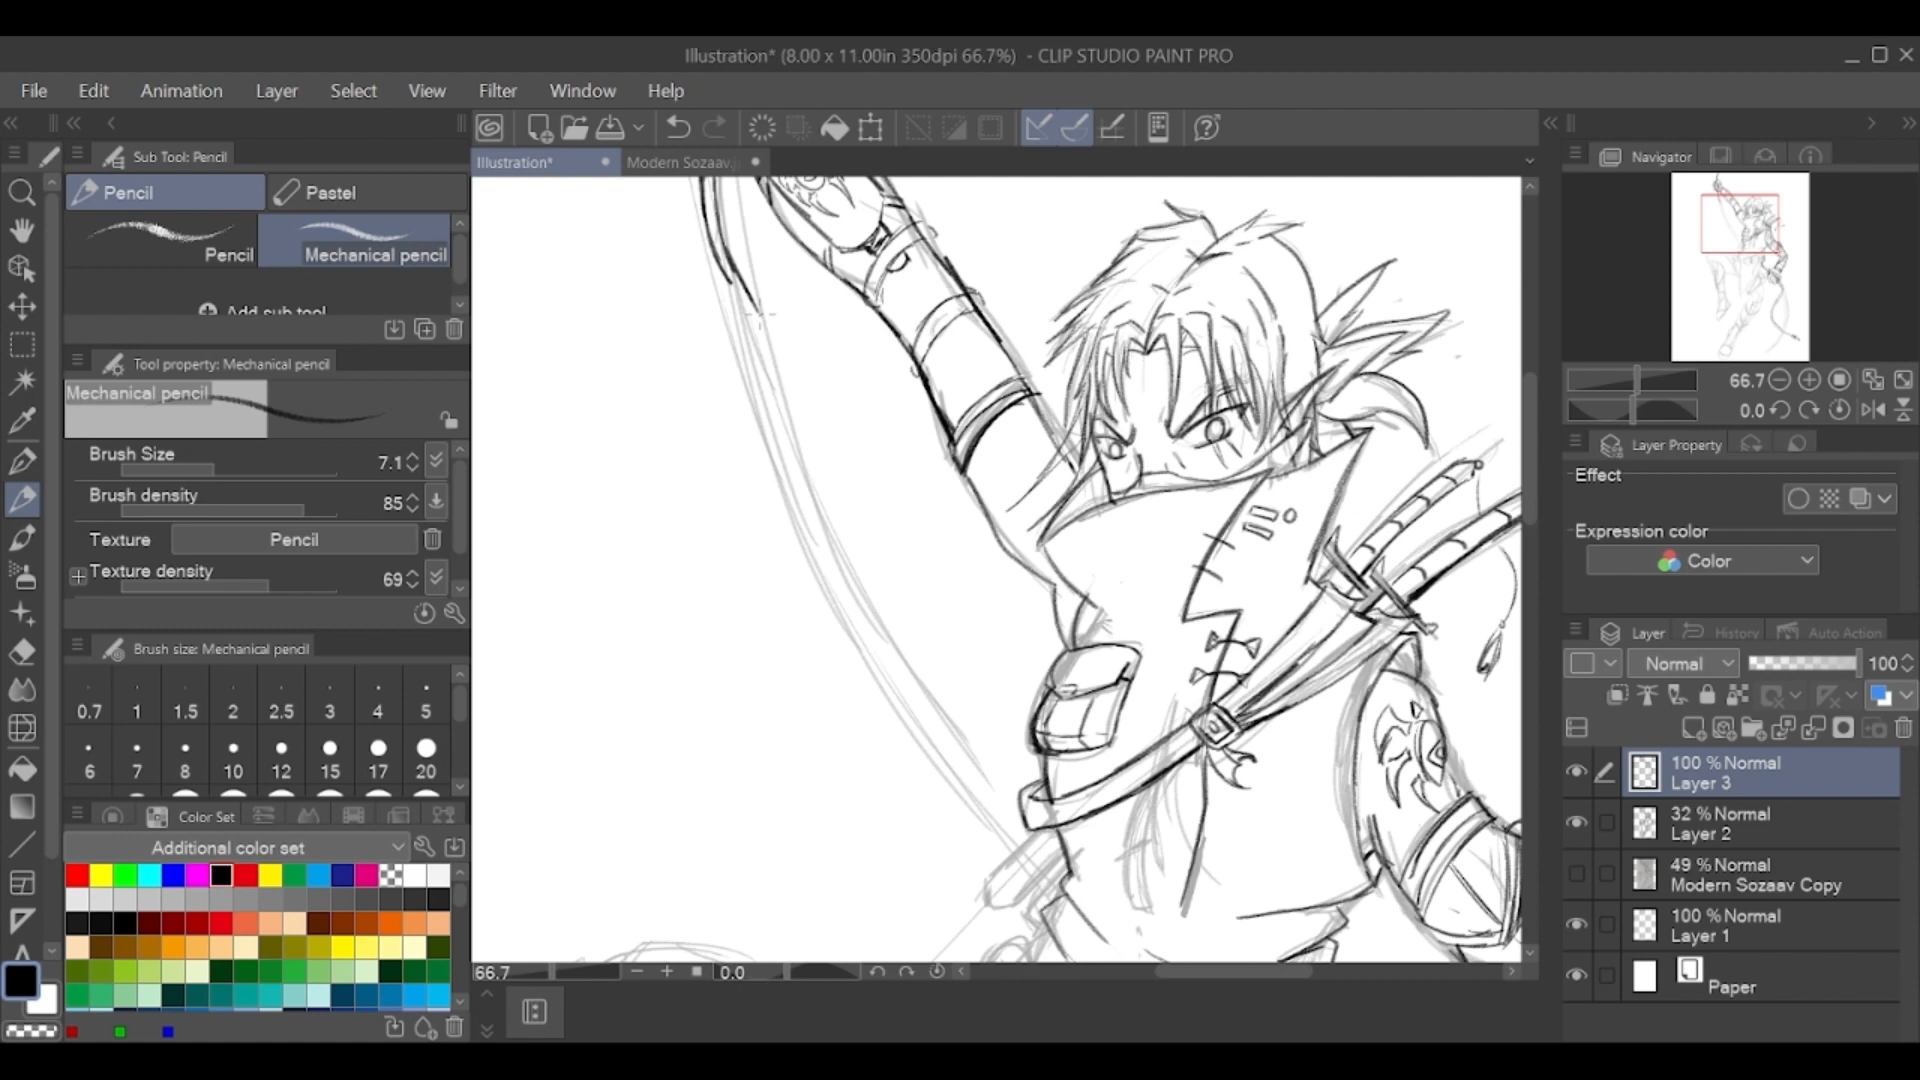 Illustration* (8.00 x 11.00in 350dpi 66.7%) - CLIP STUDIO PAINT PRO
File Edit Animation Layer Select View Filter Window Help
Sub Tool: Pencil
Pencil Pastel
Pencil Mechanical pencil
Add sub tool
Tool property: Mechanical pencil
Mechanical pencil
Brush Size 7.1
Brush density 85
Texture Pencil
Texture density 69
Brush size: Mechanical pencil
0.7 1 1.5 2 2.5 3 4 5
6 7 8 10 12 15 17 20
Color Set
Additional color set
Illustration* Modern Sozaav.
66.7 0.0
Navigator
66.7
0.0
Layer Property
Effect
Expression color
Color
Layer History Auto Action
Normal 100
100 % Normal
Layer 3
32 % Normal
Layer 2
49 % Normal
Modern Sozaav Copy
100 % Normal
Layer 1
Paper